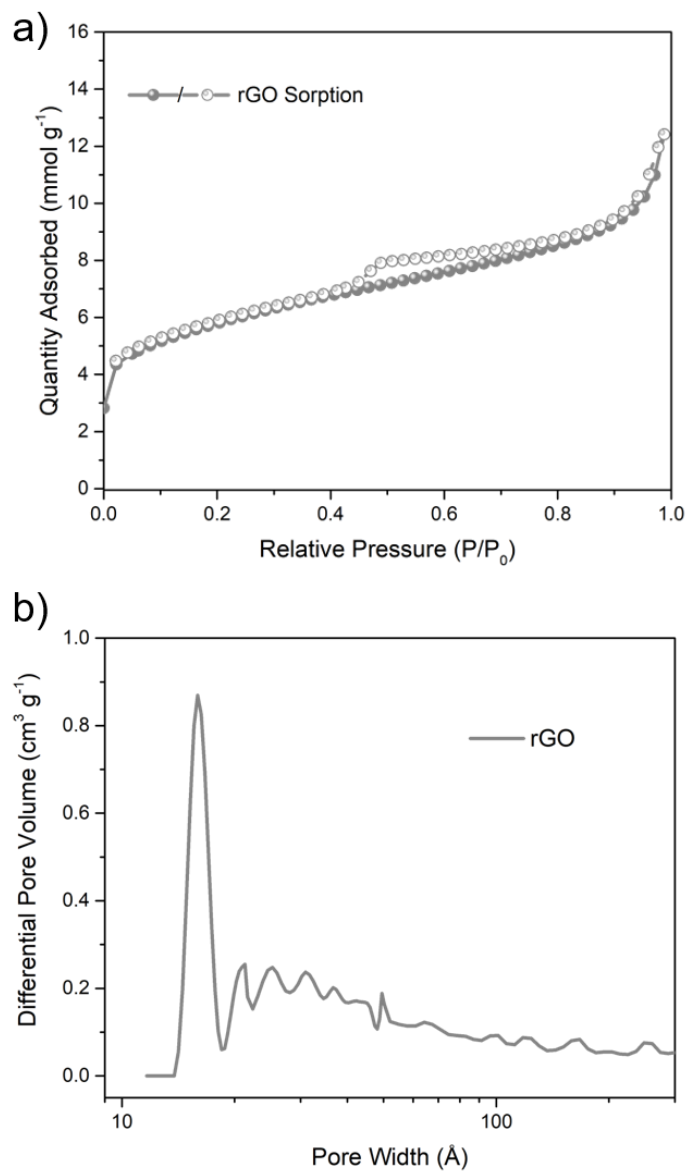 a)
16
14
12
10
8
6
4
2
0
Quantity Adsorbed (mmol g⁻¹)
/ rGO Sorption
0.0 0.2 0.4 0.6 0.8 1.0
Relative Pressure (P/P₀)
b)
1.0
0.8
0.6
0.4
0.2
0.0
Differential Pore Volume (cm³ g⁻¹)
rGO
10 100
Pore Width (Å)